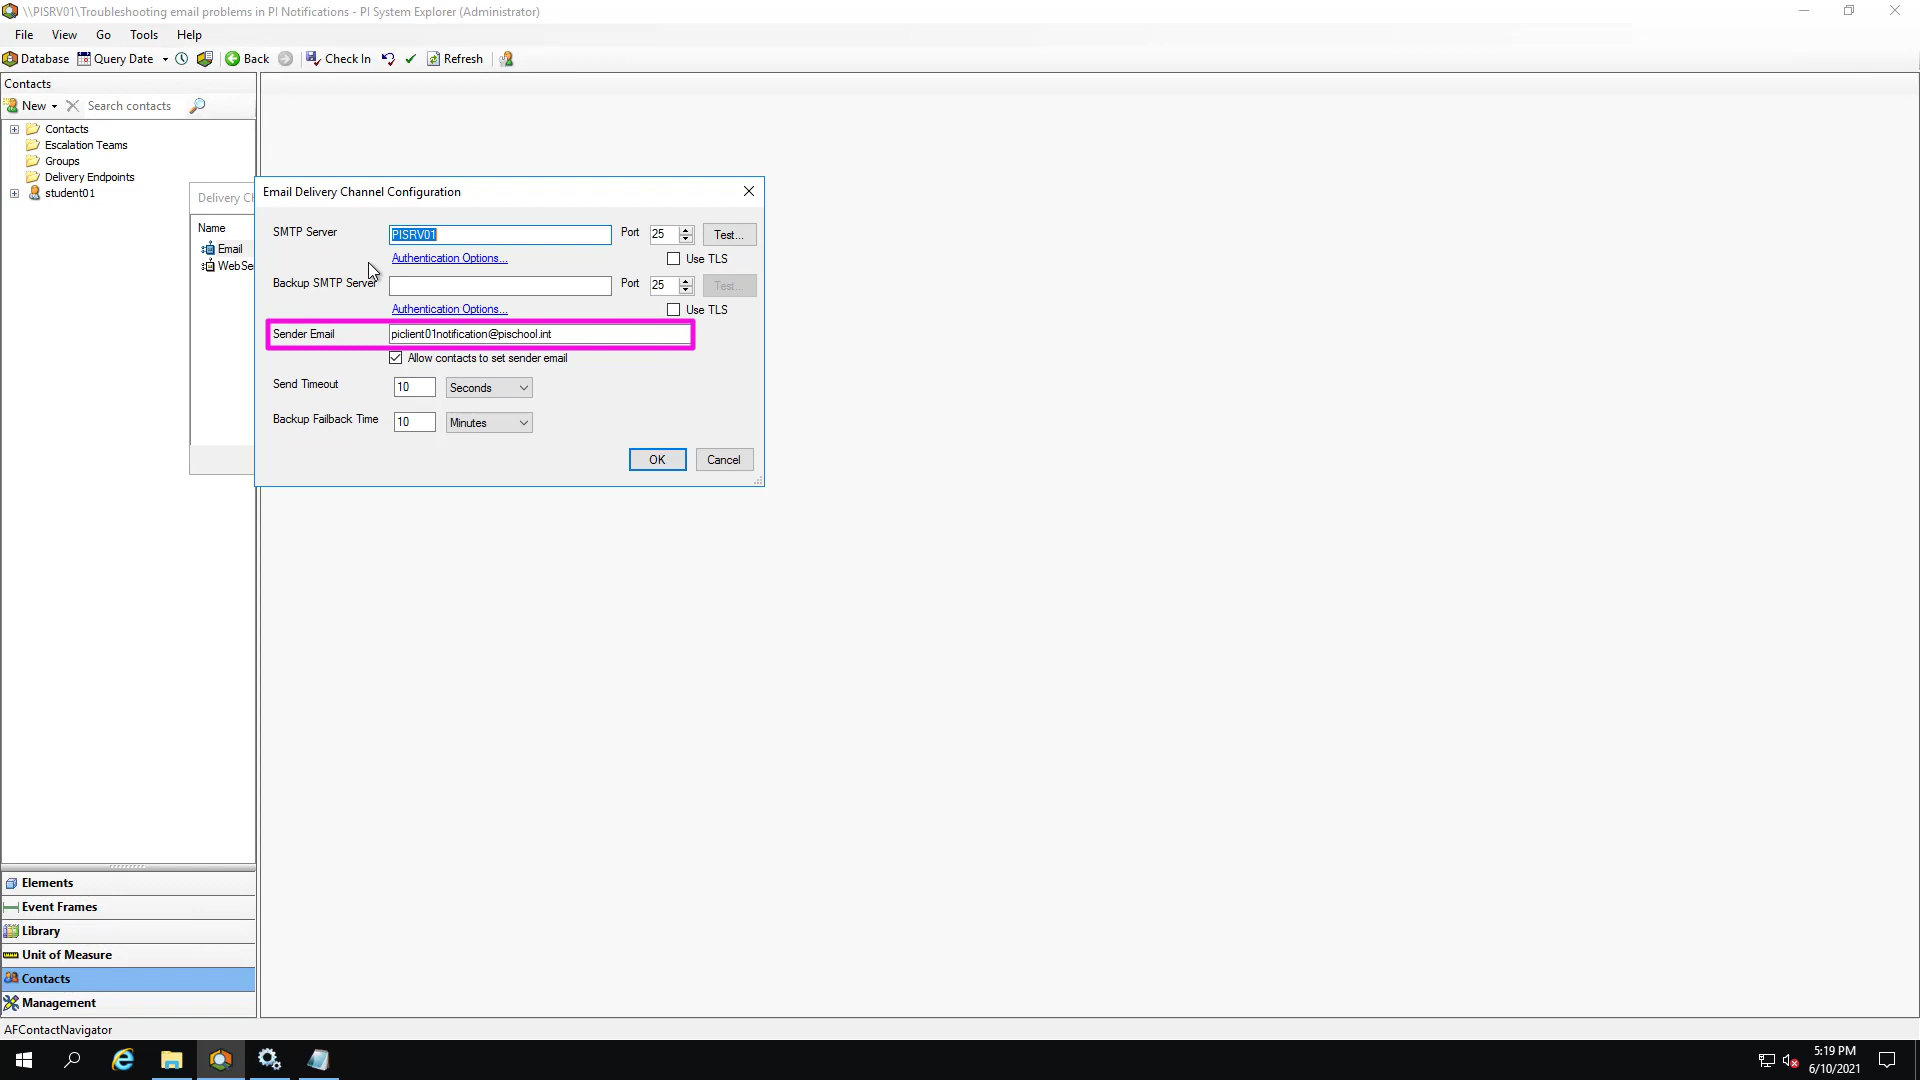 \\PISRV01\Troubleshooting email problems in PI Notifications - PI System Explorer (Administrator)
File View Go Tools Help
Database Query Date Back Check In Refresh
Contacts
New Search contacts
Contacts
Escalation Teams
Groups
Delivery Endpoints
student01
Delivery Ch
Name
Email
WebSe
Email Delivery Channel Configuration
SMTP Server PISRV01 Port 25 Test...
Authentication Options... Use TLS
Backup SMTP Server Port 25 Test...
Authentication Options... Use TLS
Sender Email piclient01notification@pischool.int
Allow contacts to set sender email
Send Timeout 10 Seconds
Backup Failback Time 10 Minutes
OK Cancel
Elements
Event Frames
Library
Unit of Measure
Contacts
Management
AFContactNavigator
5:19 PM
6/10/2021